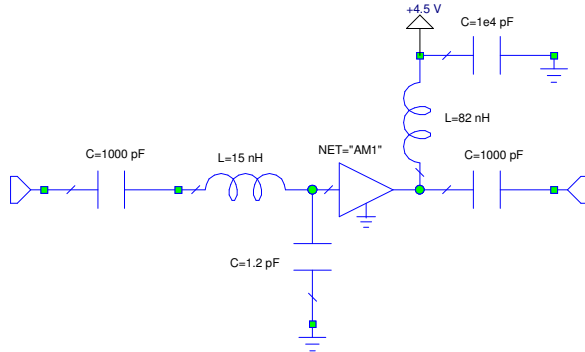 +4.5 V
C=1e4 pF
L=82 nH
NET="AM1"
C=1000 pF
L=15 nH
C=1000 pF
C=1.2 pF